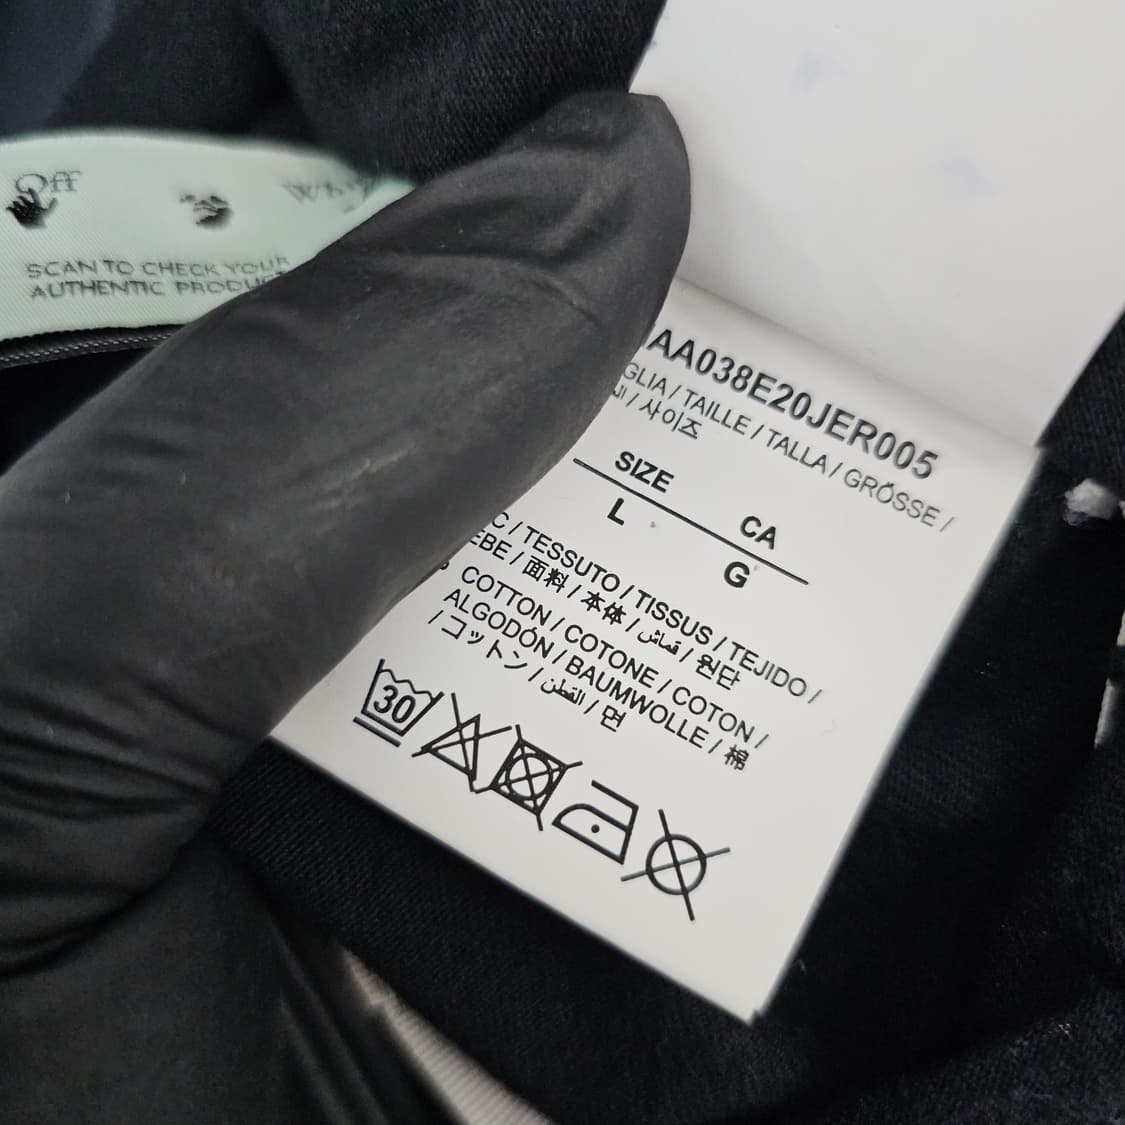 Off
SCAN TO CHECK YOUR
AUTHENTIC PRODUCT
AA038E20JER005
GLIA / TAILLE / TALLA / GRÖSSE /
/ 사이즈
SIZE CA
L G
C / TESSUTO / TISSUS / TEJIDO /
EBE / 面料 / 本体 / قماش / 원단
COTTON / COTONE / COTON /
ALGODÓN / BAUMWOLLE / 棉
/ コットン / القطن / 면
30